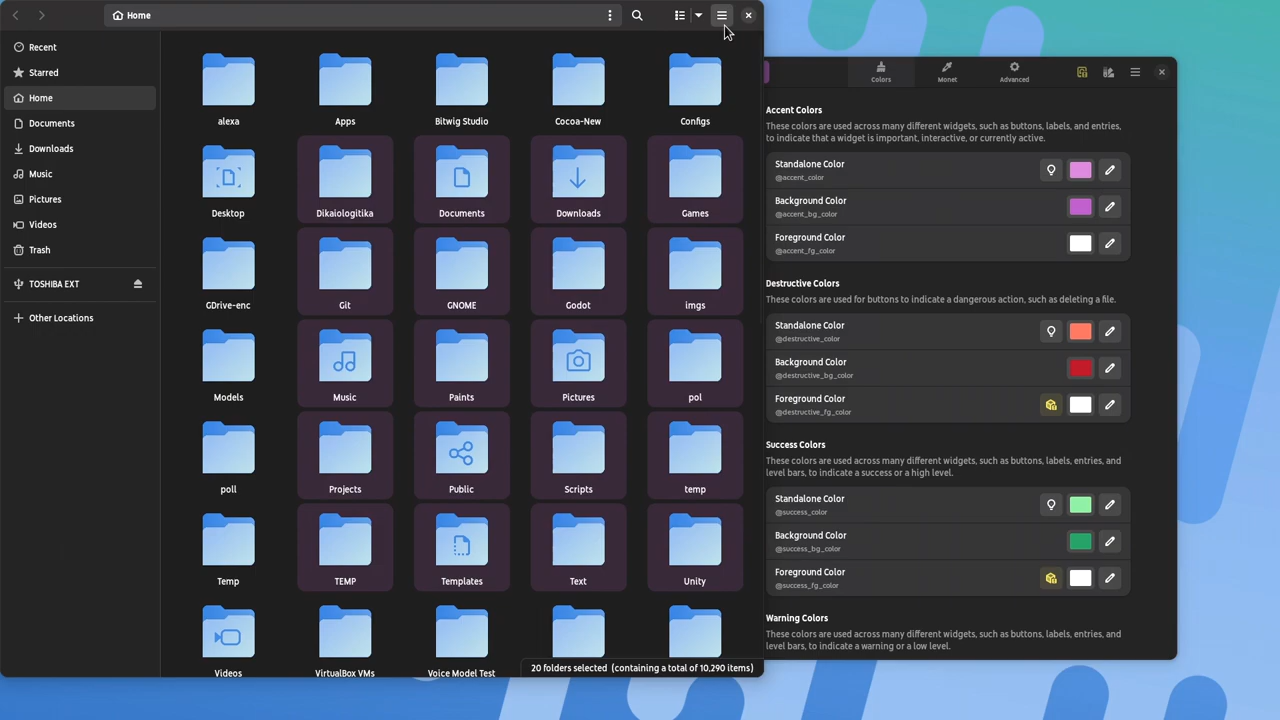 Home
Recent
Starred
Home
Documents
Downloads
Music
Pictures
Videos
Trash
TOSHIBA EXT
Other Locations
alexa
Apps
Bitwig Studio
Cocoa-New
Configs
Desktop
Dikaiologitika
Documents
Downloads
Games
GDrive-enc
Git
GNOME
Godot
imgs
Models
Music
Paints
Pictures
pol
poll
Projects
Public
Scripts
temp
Temp
TEMP
Templates
Text
Unity
Videos
VirtualBox VMs
Voice Model Test
20 folders selected (containing a total of 10,290 items)
Colors
Monet
Advanced
Accent Colors
These colors are used across many different widgets, such as buttons, labels, and entries,
to indicate that a widget is important, interactive, or currently active.
Standalone Color
@accent_color
Background Color
@accent_bg_color
Foreground Color
@accent_fg_color
Destructive Colors
These colors are used for buttons to indicate a dangerous action, such as deleting a file.
Standalone Color
@destructive_color
Background Color
@destructive_bg_color
Foreground Color
@destructive_fg_color
Success Colors
These colors are used across many different widgets, such as buttons, labels, entries, and
level bars, to indicate a success or a high level.
Standalone Color
@success_color
Background Color
@success_bg_color
Foreground Color
@success_fg_color
Warning Colors
These colors are used across many different widgets, such as buttons, labels, entries, and
level bars, to indicate a warning or a low level.